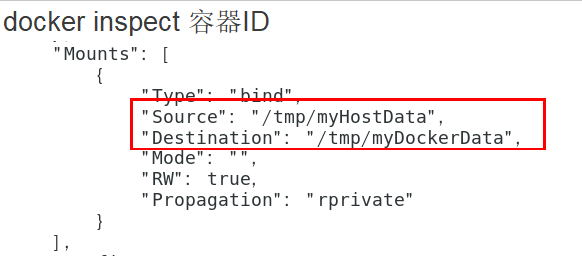 docker inspect 容器ID
"Mounts": [
{
"Type": "bind",
"Source": "/tmp/myHostData",
"Destination": "/tmp/myDockerData",
"Mode": "",
"RW": true,
"Propagation": "rprivate"
}
],